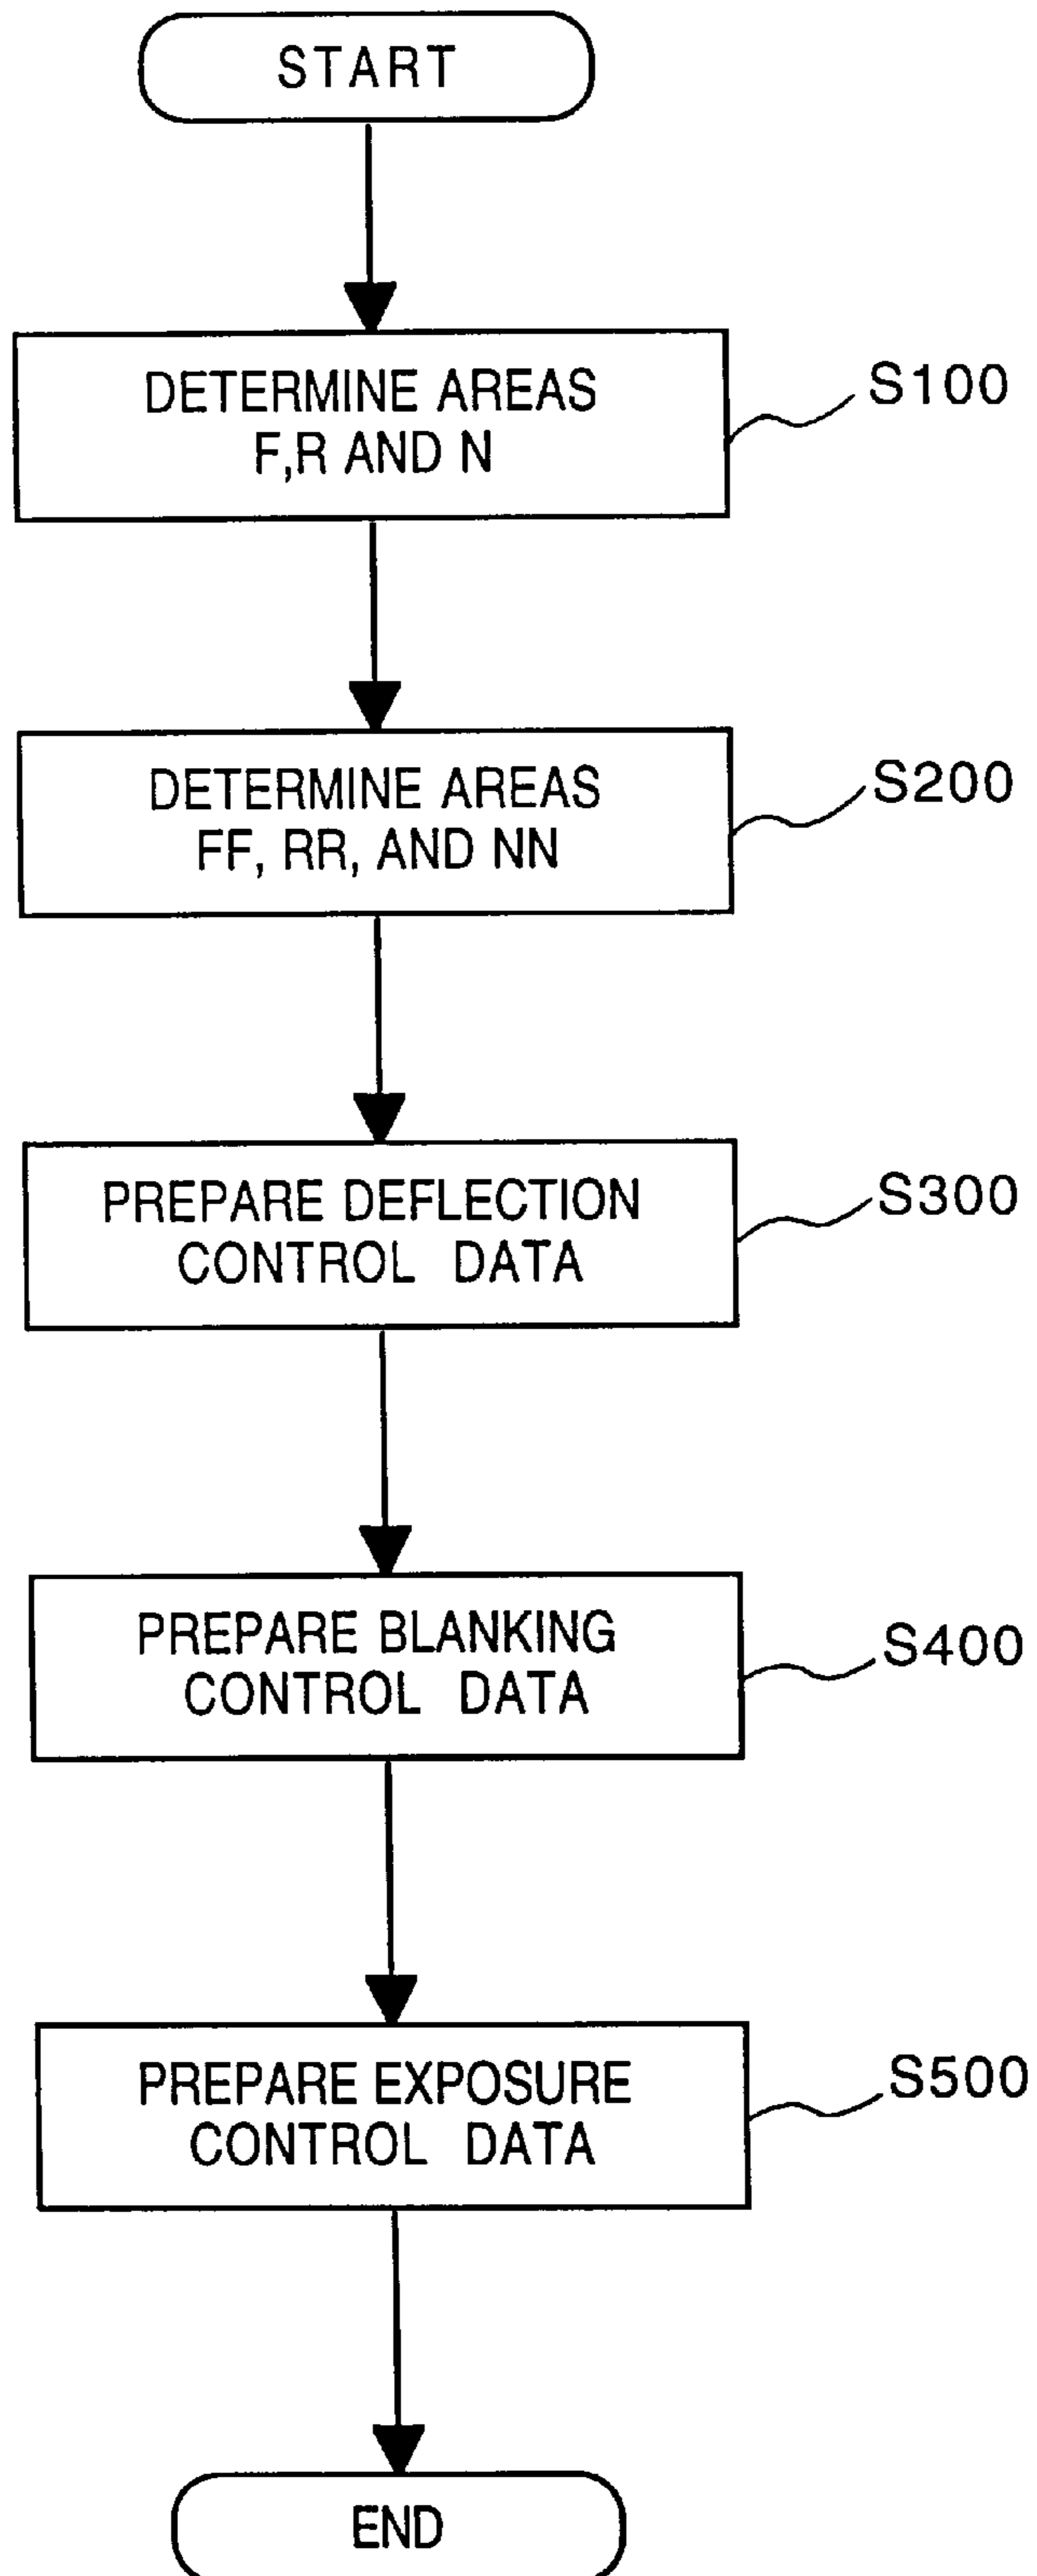 START
DETERMINE AREAS
F,R AND N
S100
DETERMINE AREAS
FF, RR, AND NN
S200
PREPARE DEFLECTION
CONTROL DATA
S300
PREPARE BLANKING
CONTROL DATA
S400
PREPARE EXPOSURE
CONTROL DATA
S500
END